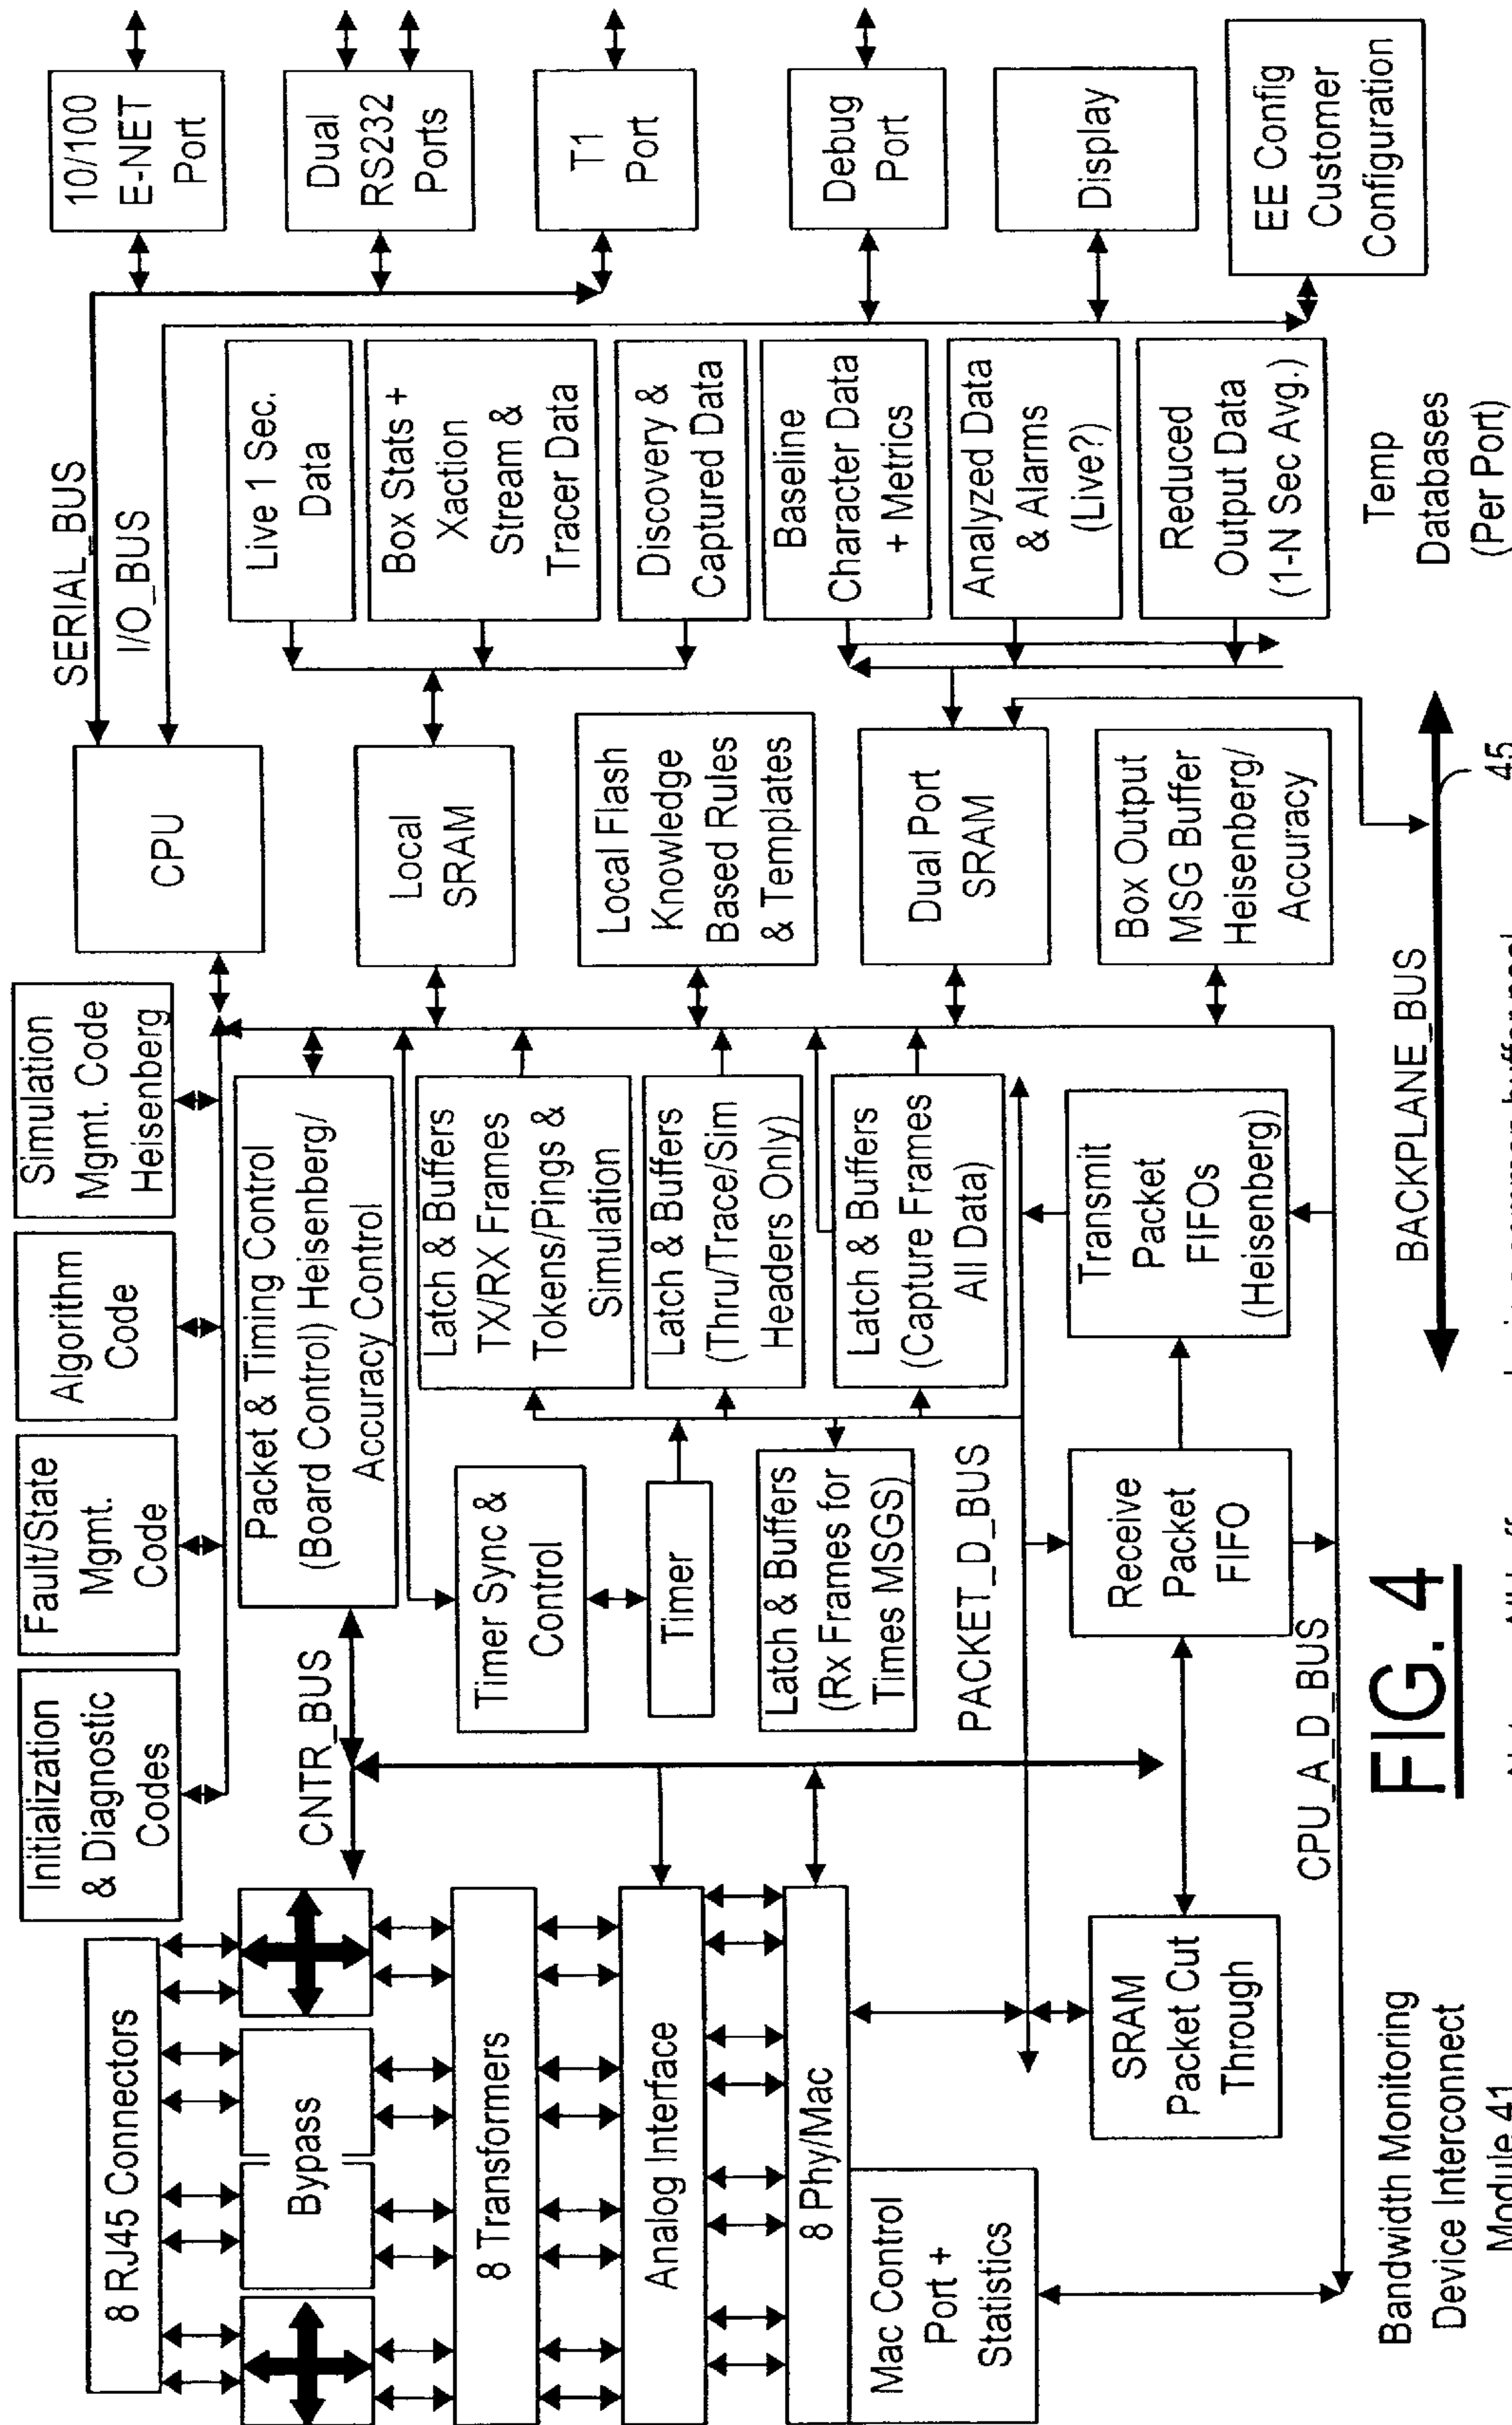 8 RJ45 Connectors
Bypass
8 Transformers
Analog Interface
8 Phy/Mac
Mac Control
Port +
Statistics
SRAM
Packet Cut
Through
Bandwidth Monitoring
Device Interconnect
Module 41
Initialization
& Diagnostic
Codes
Fault/State
Mgmt.
Code
Algorithm
Code
Simulation
Mgmt. Code
Heisenberg
CNTR_BUS
Packet & Timing Control
(Board Control) Heisenberg/
Accuracy Control
Timer Sync &
Control
Timer
Latch & Buffers
(Rx Frames for
Times MSGS)
Latch & Buffers
TX/RX Frames
Tokens/Pings &
Simulation
Latch & Buffers
(Thru/Trace/Sim
Headers Only)
Latch & Buffers
(Capture Frames
All Data)
PACKET_D_BUS
Receive
Packet
FIFO
Transmit
Packet
FIFOs
(Heisenberg)
CPU_A_D_BUS
FIG. 4
BACKPLANE_BUS
45
CPU
Local
SRAM
Local Flash
Knowledge
Based Rules
& Templates
Dual Port
SRAM
Box Output
MSG Buffer
Heisenberg/
Accuracy
SERIAL_BUS
I/O_BUS
Live 1 Sec.
Data
Box Stats +
Xaction
Stream &
Tracer Data
Discovery &
Captured Data
Baseline
Character Data
+ Metrics
Analyzed Data
& Alarms
(Live?)
Reduced
Output Data
(1-N Sec Avg.)
Temp
Databases
(Per Port)
10/100
E-NET
Port
Dual
RS232
Ports
T1
Port
Debug
Port
Display
EE Config
Customer
Configuration